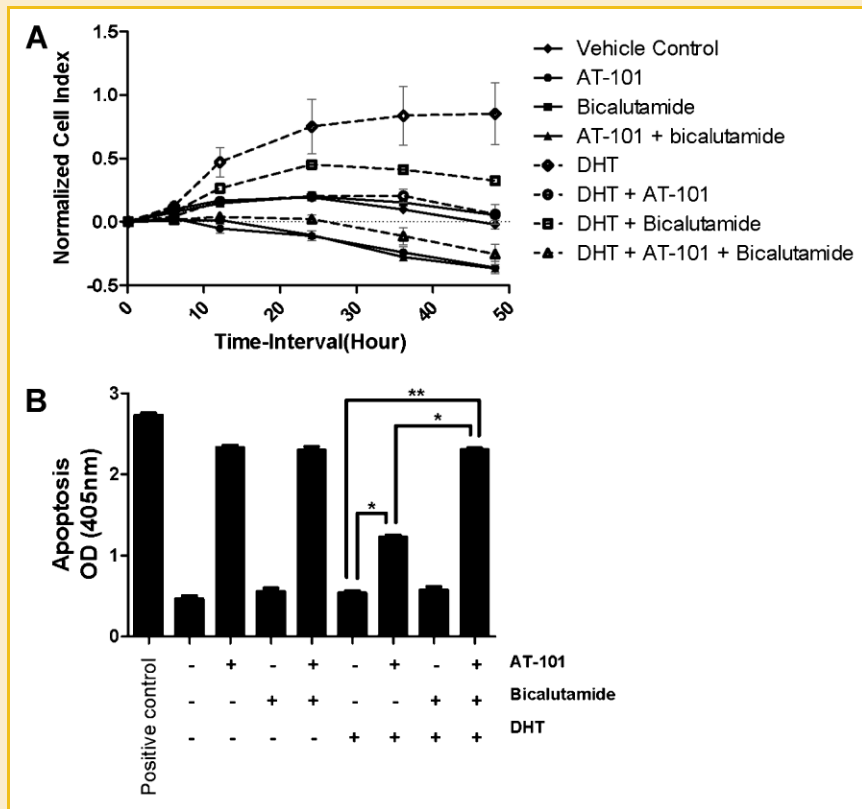 A
1.5
1.0
0.5
0.0
-0.5
Normalized Cell Index
0 10 20 30 40 50
Time-Interval(Hour)
Vehicle Control
AT-101
Bicalutamide
AT-101 + bicalutamide
DHT
DHT + AT-101
DHT + Bicalutamide
DHT + AT-101 + Bicalutamide
B
3
2
1
0
Apoptosis
OD (405nm)
**
*
*
Positive control
- + - + - + - + AT-101
- - + + - - + + Bicalutamide
- - - - + + + + DHT